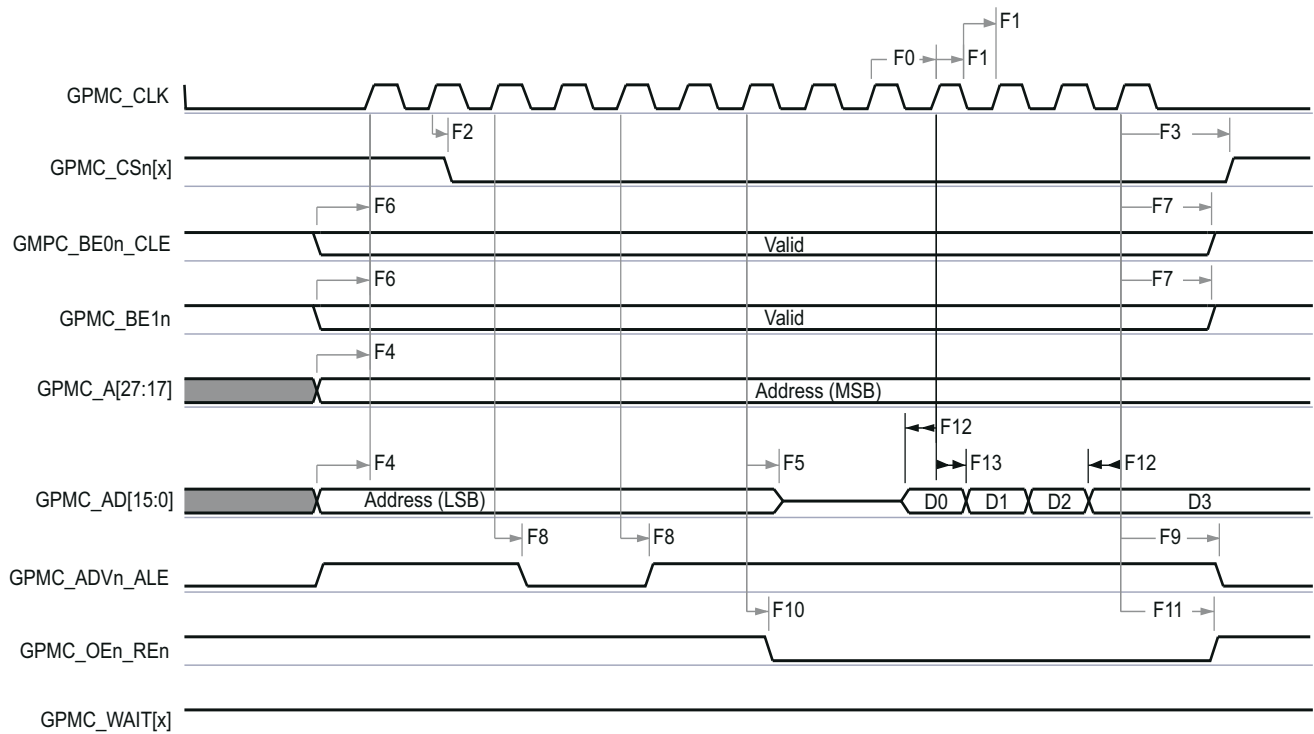 F1
F0 F1
GPMC_CLK
F2 F3
GPMC_CSn[x]
F6 F7
GMPC_BE0n_CLE Valid
F6 F7
GPMC_BE1n Valid
F4
GPMC_A[27:17] Address (MSB)
F12
F4 F5 F13 F12
GPMC_AD[15:0] Address (LSB) D0 D1 D2 D3
F8 F8 F9
GPMC_ADVn_ALE
F10 F11
GPMC_OEn_REn
GPMC_WAIT[x]